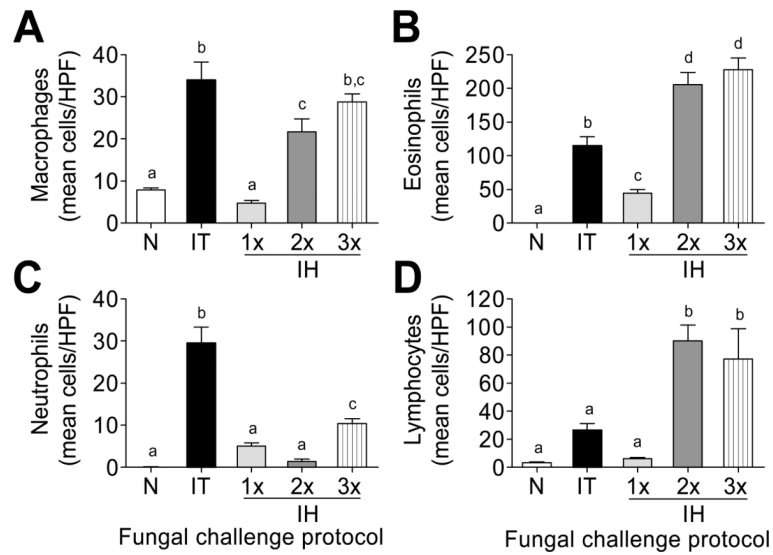 A
Macrophages
(mean cells/HPF)
40
30
20
10
0
a
b
a
c
b,c
N IT 1x 2x 3x
IH
B
Eosinophils
(mean cells/HPF)
250
200
150
100
50
0
a
b
c
d
d
N IT 1x 2x 3x
IH
C
Neutrophils
(mean cells/HPF)
40
30
20
10
0
a
b
a
a
c
N IT 1x 2x 3x
IH
Fungal challenge protocol
D
Lymphocytes
(mean cells/HPF)
120
100
80
60
40
20
0
a
a
a
b
b
N IT 1x 2x 3x
IH
Fungal challenge protocol